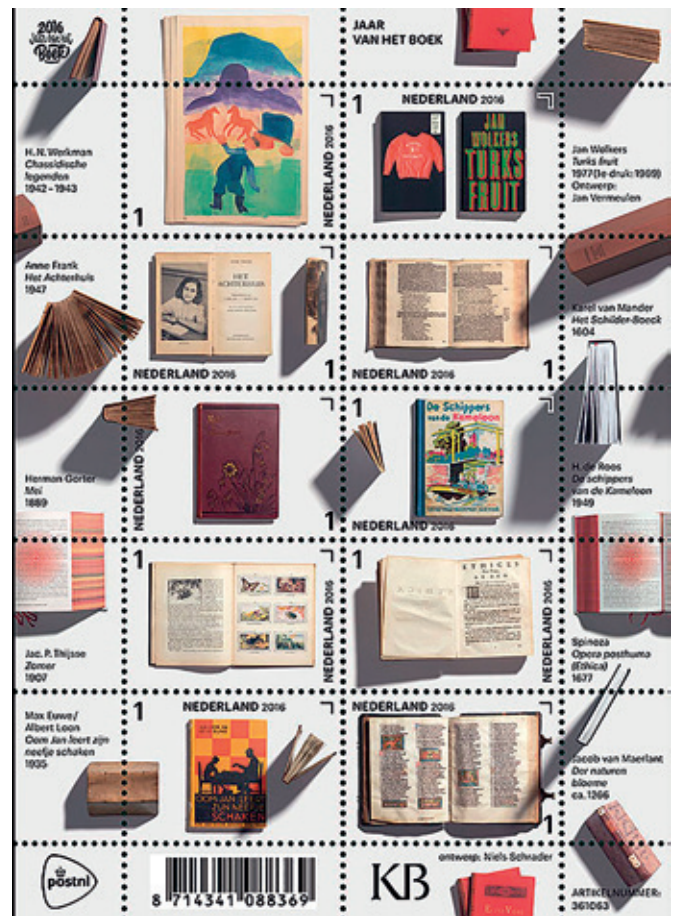 2016
Jaar van het
Boek
JAAR
VAN HET BOEK
H.N. Werkman
Chassidische
legenden
1942–1943
1
NEDERLAND 2016
1
NEDERLAND 2016
JAN
WOLKERS
TURKS
FRUIT
Jan Wolkers
Turks fruit
1977 (1e druk: 1969)
Ontwerp:
Jan Vermeulen
Anne Frank
Het Achterhuis
1947
HET
ACHTERHUIS
NEDERLAND 2016
1
NEDERLAND 2016
1
Karel van Mander
Het Schilder-Boeck
1604
Herman Gorter
Mei
1889
NEDERLAND 2016
1
1
De Schippers
van de Kameleon
NEDERLAND 2016
H. de Roos
De schippers
van de Kameleon
1949
Jac. P. Thijsse
Zomer
1907
1
NEDERLAND 2016
1
ETHICES
NEDERLAND 2016
Spinoza
Opera posthuma
(Ethica)
1677
Max Euwe/
Albert Loon
Oom Jan leert zijn
neefje schaken
1935
1
NEDERLAND 2016
OOM JAN LEERT
ZIJN NEEFJE
SCHAKEN
NEDERLAND 2016
1
Jacob van Maerlant
Der naturen
bloeme
ca. 1266
postnl
8 714341 088369
KB
ontwerp: Niels Schrader
ARTIKELNUMMER:
361063